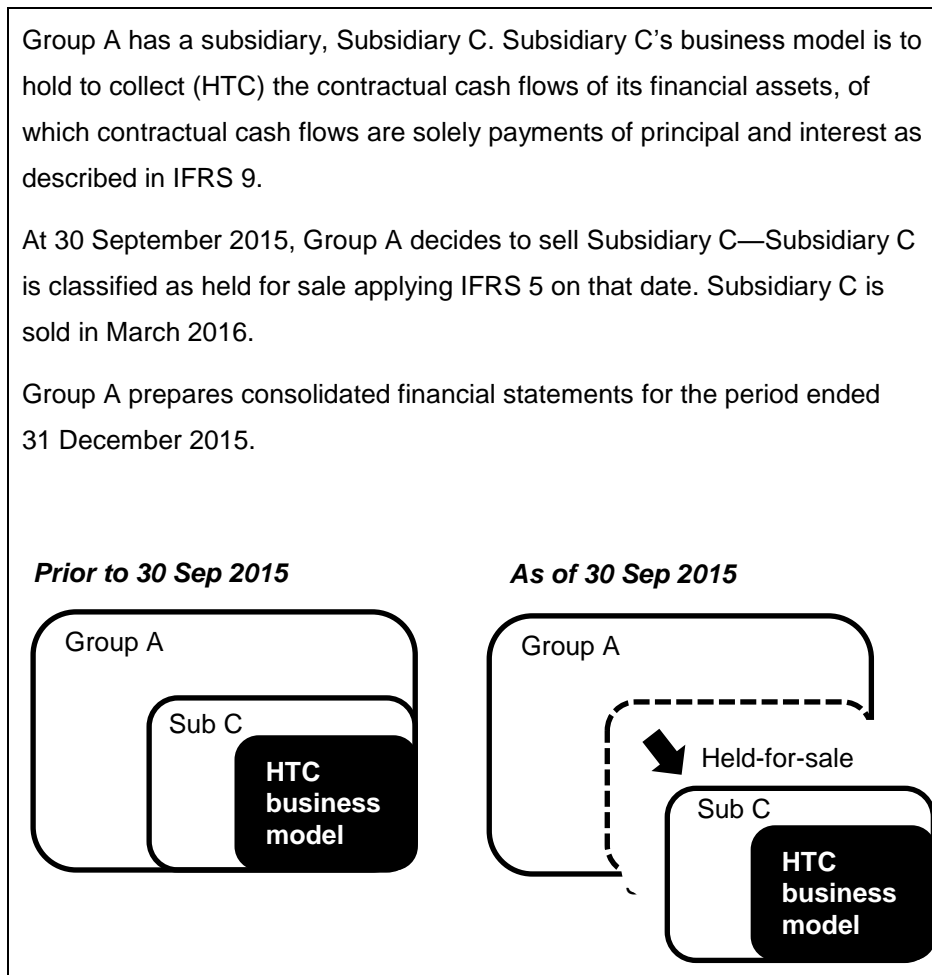 Group A has a subsidiary, Subsidiary C. Subsidiary C’s business model is to
hold to collect (HTC) the contractual cash flows of its financial assets, of
which contractual cash flows are solely payments of principal and interest as
described in IFRS 9.
At 30 September 2015, Group A decides to sell Subsidiary C—Subsidiary C
is classified as held for sale applying IFRS 5 on that date. Subsidiary C is
sold in March 2016.
Group A prepares consolidated financial statements for the period ended
31 December 2015.
Prior to 30 Sep 2015
Group A
Sub C
HTC
business
model
As of 30 Sep 2015
Group A
Held-for-sale
Sub C
HTC
business
model